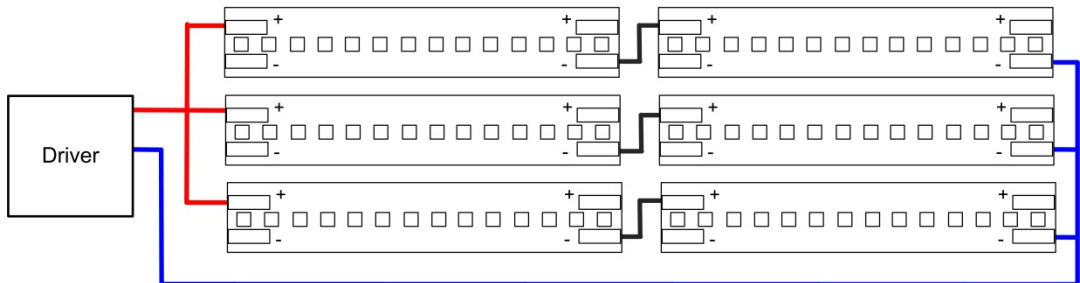 + + + +
- - - -
+ + + +
Driver
- - - -
+ + + +
- - - -